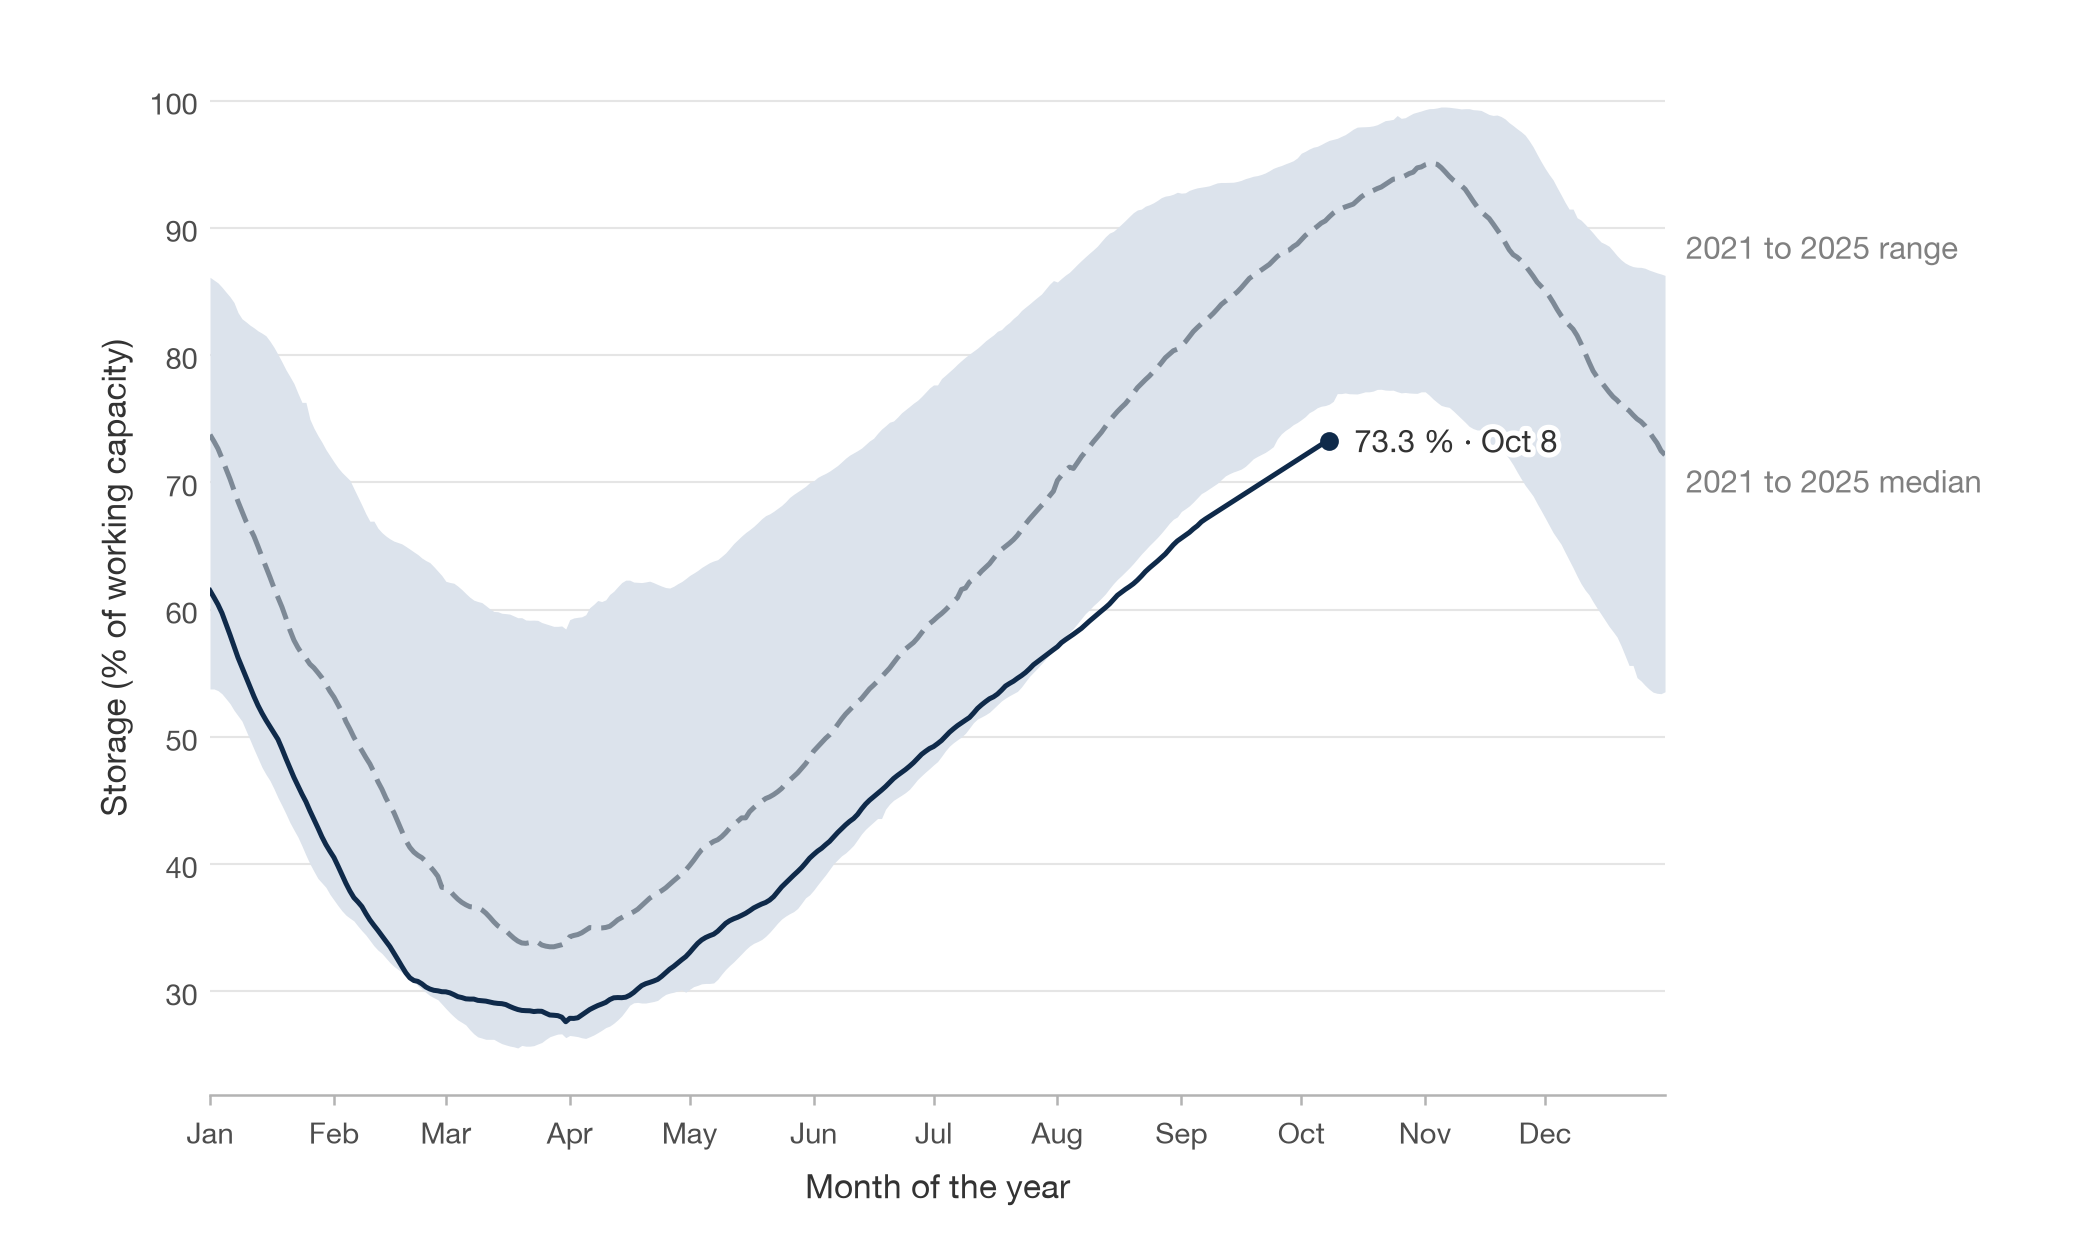 100
90
80
70
60
50
40
30
Storage (% of working capacity)
2021 to 2025 range
73.3 % · Oct 8
2021 to 2025 median
Jan Feb Mar Apr May Jun Jul Aug Sep Oct Nov Dec
Month of the year